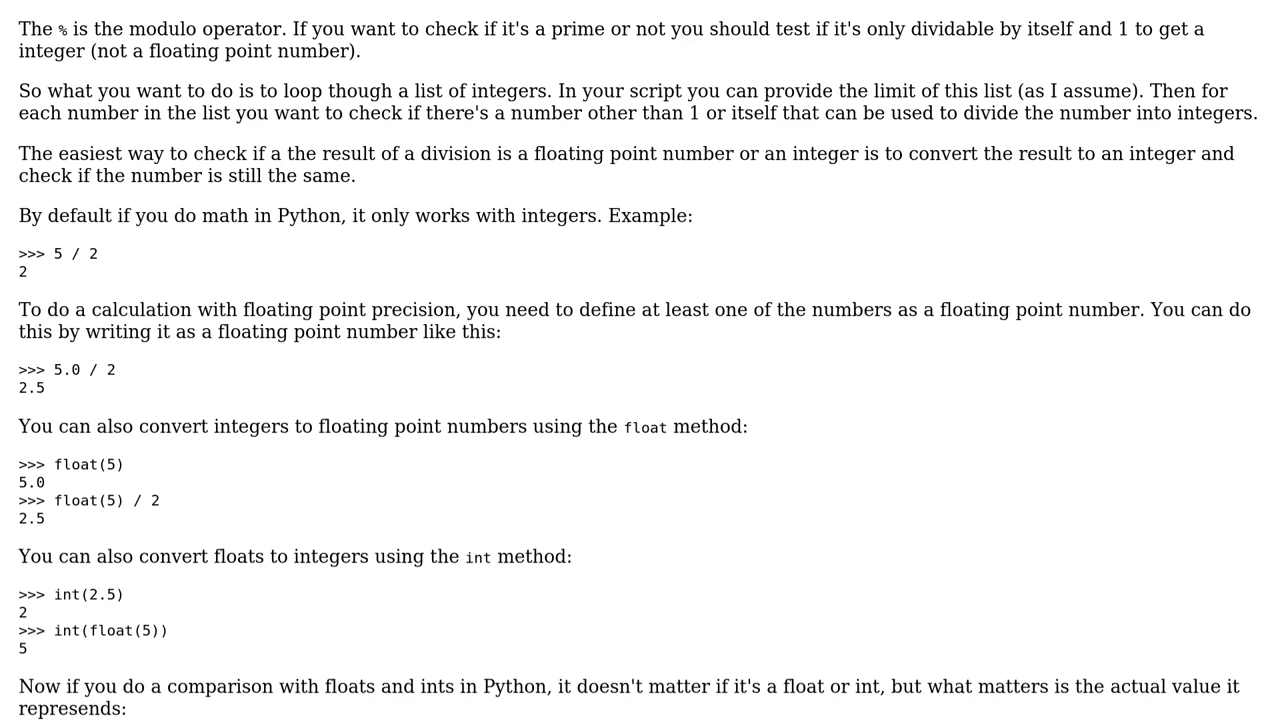 The % is the modulo operator. If you want to check if it's a prime or not you should test if it's only dividable by itself and 1 to get a
integer (not a floating point number).
So what you want to do is to loop though a list of integers. In your script you can provide the limit of this list (as I assume). Then for
each number in the list you want to check if there's a number other than 1 or itself that can be used to divide the number into integers.
The easiest way to check if a the result of a division is a floating point number or an integer is to convert the result to an integer and
check if the number is still the same.
By default if you do math in Python, it only works with integers. Example:
>>> 5 / 2
2
To do a calculation with floating point precision, you need to define at least one of the numbers as a floating point number. You can do
this by writing it as a floating point number like this:
>>> 5.0 / 2
2.5
You can also convert integers to floating point numbers using the float method:
>>> float(5)
5.0
>>> float(5) / 2
2.5
You can also convert floats to integers using the int method:
>>> int(2.5)
2
>>> int(float(5))
5
Now if you do a comparison with floats and ints in Python, it doesn't matter if it's a float or int, but what matters is the actual value it
represends: